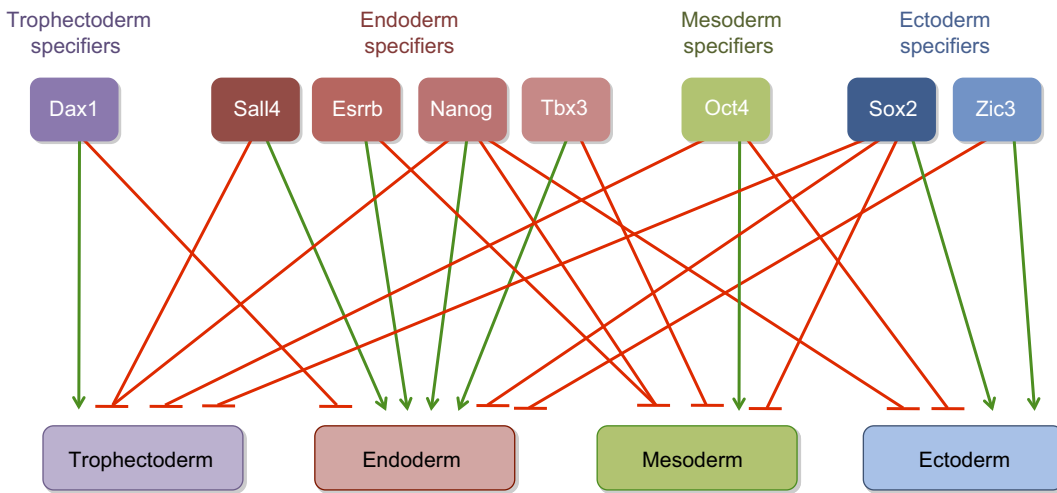 Trophectoderm
specifiers
Endoderm
specifiers
Mesoderm
specifiers
Ectoderm
specifiers
Dax1
Sall4
Esrrb
Nanog
Tbx3
Oct4
Sox2
Zic3
Trophectoderm
Endoderm
Mesoderm
Ectoderm